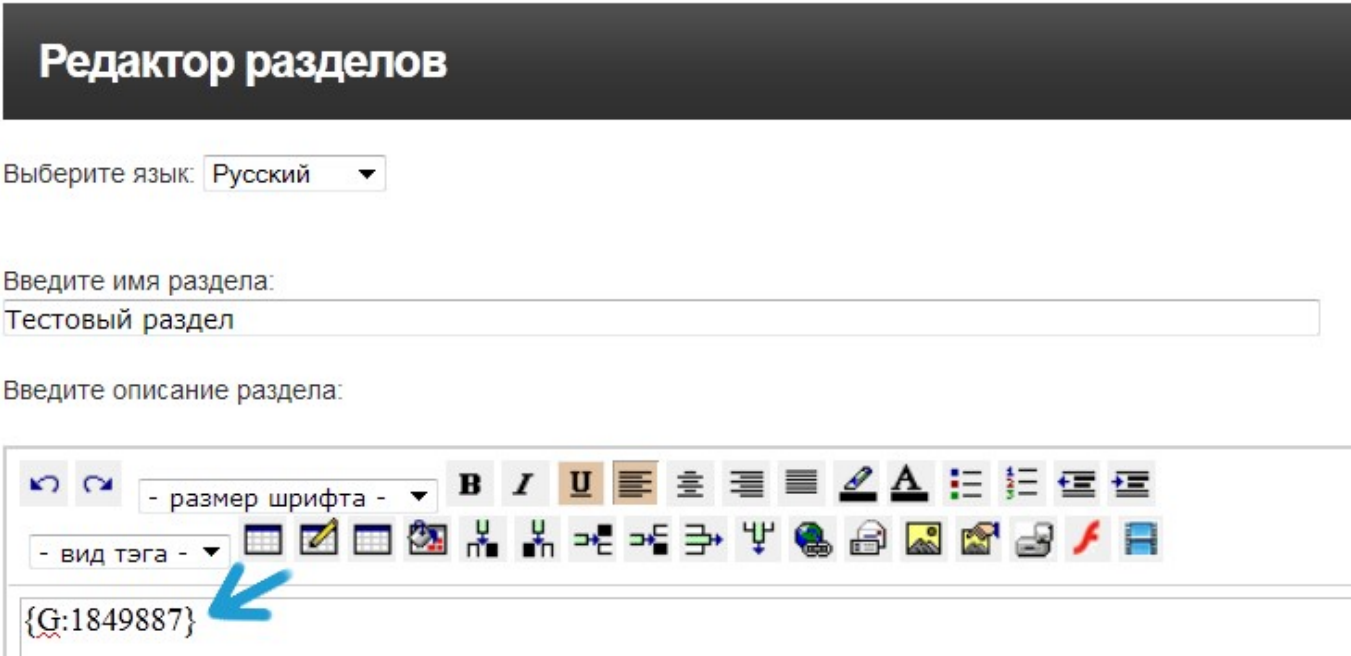 Редактор разделов
Выберите язык: Русский
Введите имя раздела:
Тестовый раздел
Введите описание раздела:
- размер шрифта -
- вид тэга -
{G:1849887}